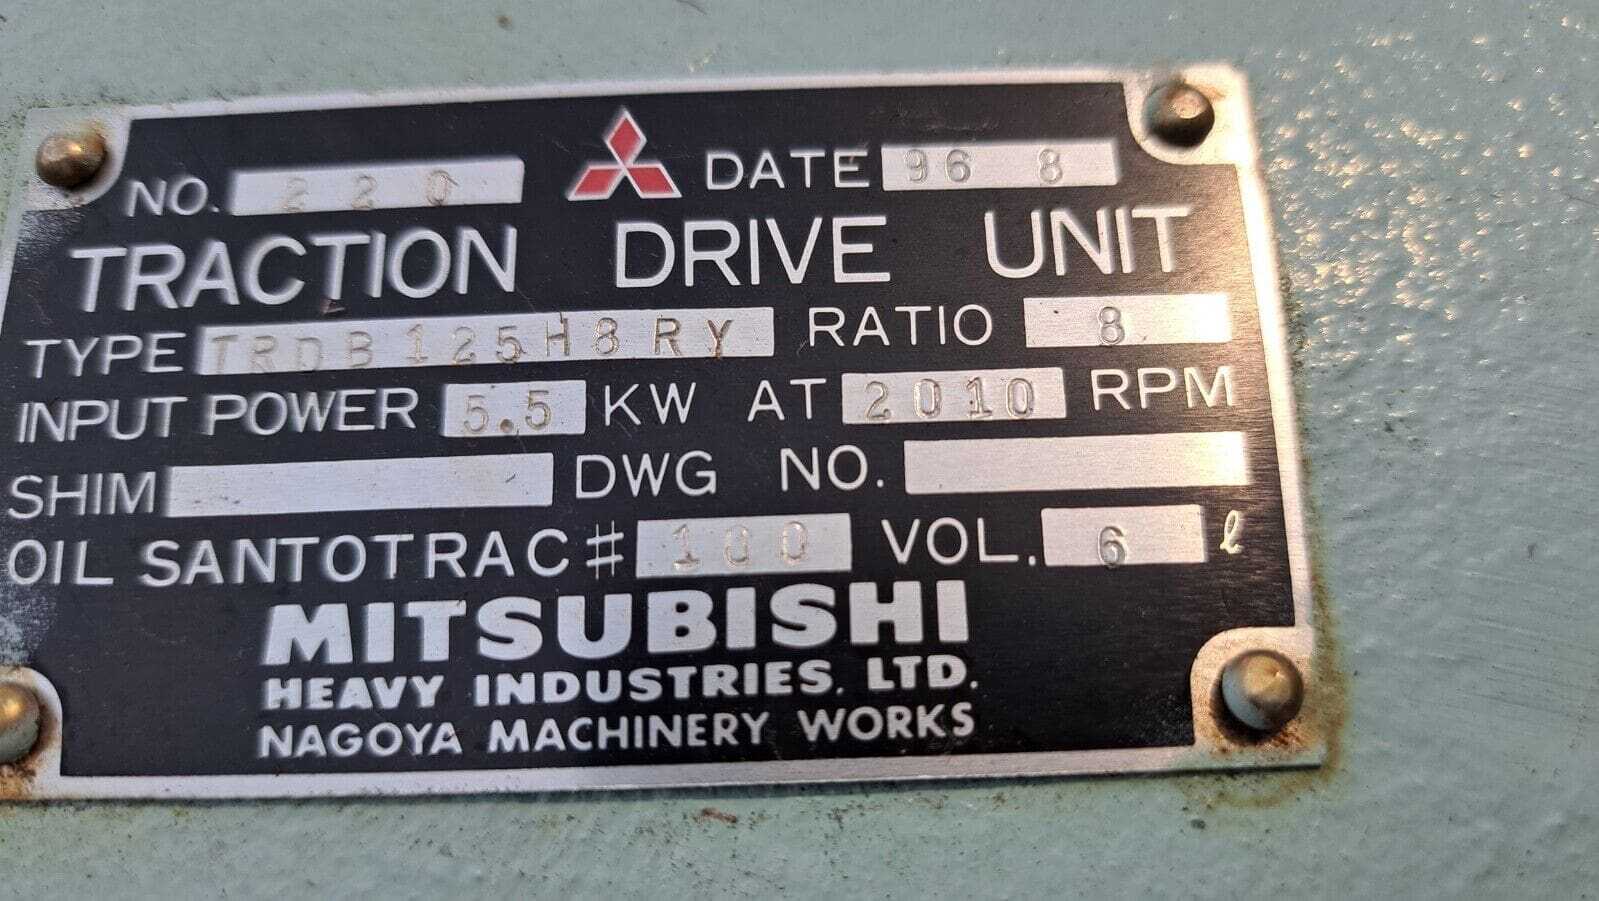 NO. 220 DATE 96 8
TRACTION DRIVE UNIT
TYPE TRDB125H8RY RATIO 8
INPUT POWER 5.5 KW AT 2010 RPM
SHIM DWG NO.
OIL SANTOTRAC # 100 VOL. 6 ℓ
MITSUBISHI
HEAVY INDUSTRIES, LTD.
NAGOYA MACHINERY WORKS